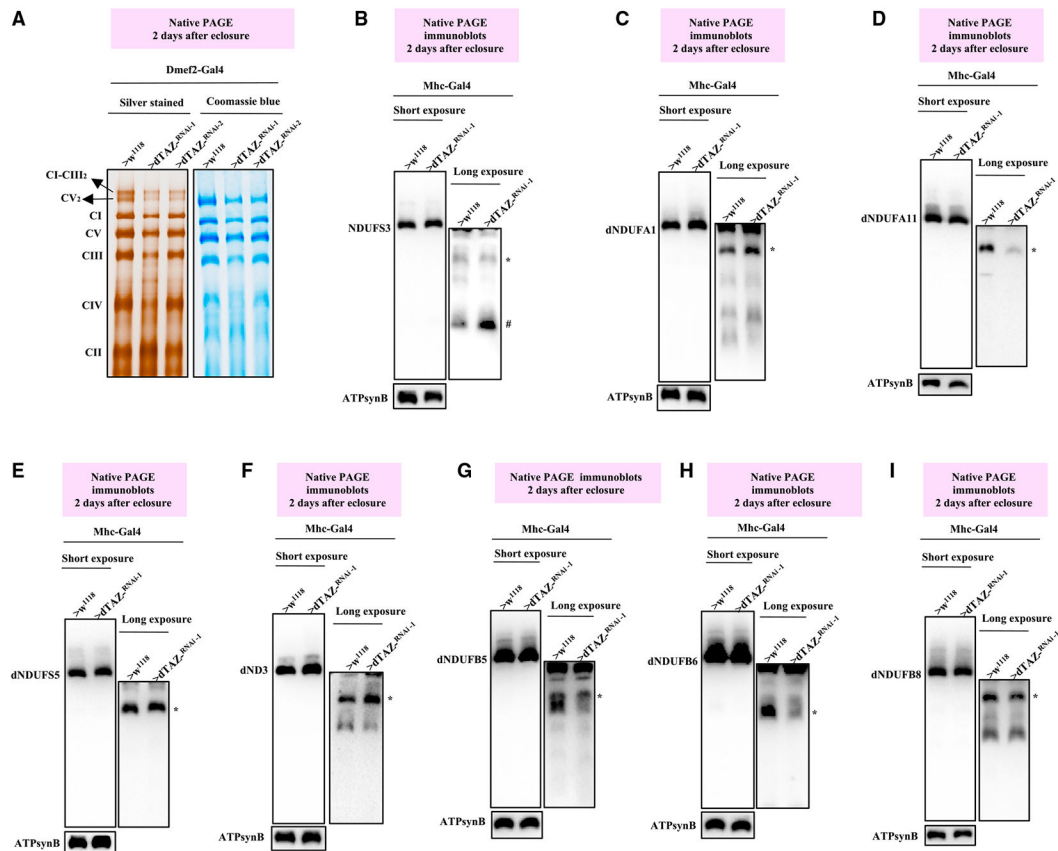 A
Native PAGE
2 days after eclosure
Dmef2-Gal4
Silver stained
Coomassie blue
>w1118
>dTAZ-RNAi-1
>dTAZ-RNAi-2
>w1118
>dTAZ-RNAi-1
>dTAZ-RNAi-2
CI-CIII2
CV2
CI
CV
CIII
CIV
CII
B
Native PAGE
immunoblots
2 days after eclosure
Mhc-Gal4
Short exposure
>w1118
>dTAZ-RNAi-1
Long exposure
>w1118
>dTAZ-RNAi-1
NDUFS3
*
#
ATPsynB
C
Native PAGE
immunoblots
2 days after eclosure
Mhc-Gal4
Short exposure
>w1118
>dTAZ-RNAi-1
Long exposure
>w1118
>dTAZ-RNAi-1
dNDUFA1
*
ATPsynB
D
Native PAGE
immunoblots
2 days after eclosure
Mhc-Gal4
Short exposure
>w1118
>dTAZ-RNAi-1
Long exposure
>w1118
>dTAZ-RNAi-1
dNDUFA11
*
ATPsynB
E
Native PAGE
immunoblots
2 days after eclosure
Mhc-Gal4
Short exposure
>w1118
>dTAZ-RNAi-1
Long exposure
>w1118
>dTAZ-RNAi-1
dNDUFS5
*
ATPsynB
F
Native PAGE
immunoblots
2 days after eclosure
Mhc-Gal4
Short exposure
>w1118
>dTAZ-RNAi-1
Long exposure
>w1118
>dTAZ-RNAi-1
dND3
*
ATPsynB
G
Native PAGE immunoblots
2 days after eclosure
Mhc-Gal4
Short exposure
>w1118
>dTAZ-RNAi-1
Long exposure
>w1118
>dTAZ-RNAi-1
dNDUFB5
*
ATPsynB
H
Native PAGE
immunoblots
2 days after eclosure
Mhc-Gal4
Short exposure
>w1118
>dTAZ-RNAi-1
Long exposure
>w1118
>dTAZ-RNAi-1
dNDUFB6
*
ATPsynB
I
Native PAGE
immunoblots
2 days after eclosure
Mhc-Gal4
Short exposure
>w1118
>dTAZ-RNAi-1
Long exposure
>w1118
>dTAZ-RNAi-1
dNDUFB8
*
ATPsynB